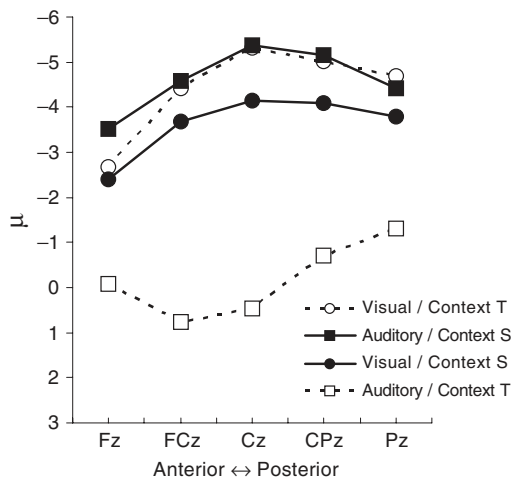 −6
−5
−4
−3
−2
−1
0
1
2
3
μ
Visual / Context T
Auditory / Context S
Visual / Context S
Auditory / Context T
Fz FCz Cz CPz Pz
Anterior ↔ Posterior